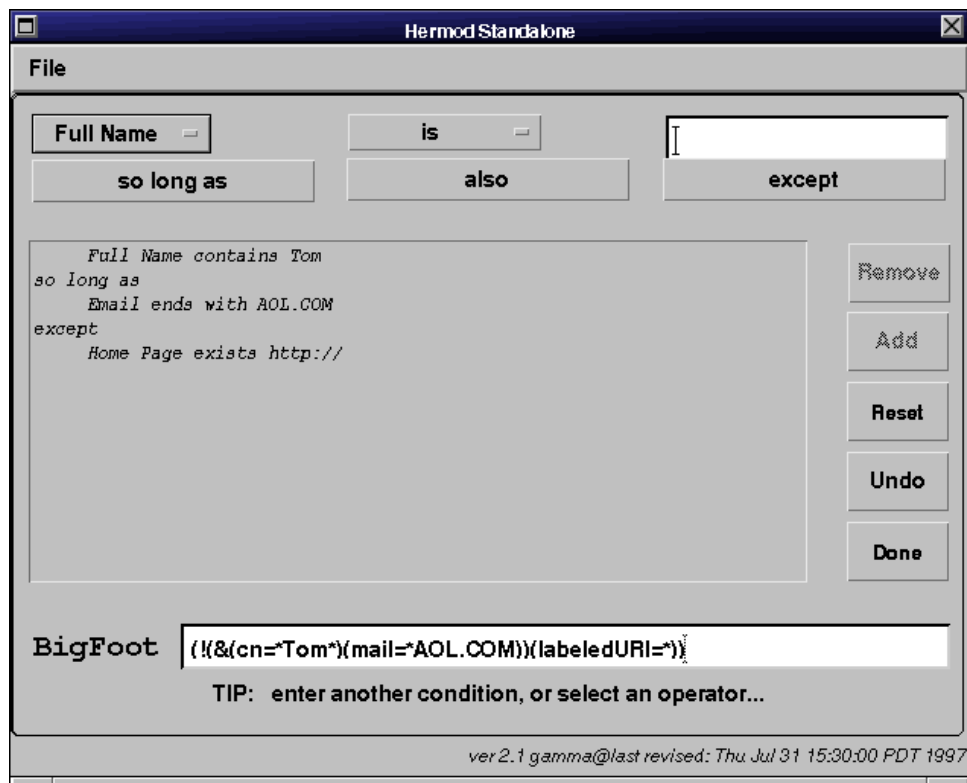 Hermod Standalone
File
Full Name is
so long as also except
Full Name contains Tom
so long as
Email ends with AOL.COM
except
Home Page exists http://
Remove
Add
Reset
Undo
Done
BigFoot (!(&(cn=*Tom*)(mail=*AOL.COM))(labeledURI=*))
TIP: enter another condition, or select an operator...
ver 2.1 gamma@last revised: Thu Jul 31 15:30:00 PDT 1997